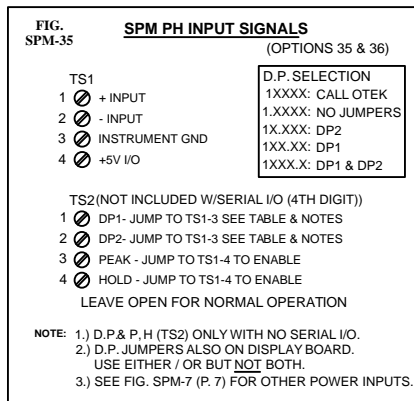 FIG.
SPM-35
SPM PH INPUT SIGNALS
(OPTIONS 35 & 36)
TS1
1 + INPUT
2 - INPUT
3 INSTRUMENT GND
4 +5V I/O
D.P. SELECTION
1XXXX: CALL OTEK
1.XXXX: NO JUMPERS
1X.XXX: DP2
1XX.XX: DP1
1XXX.X: DP1 & DP2
TS2 (NOT INCLUDED W/SERIAL I/O (4TH DIGIT))
1 DP1- JUMP TO TS1-3 SEE TABLE & NOTES
2 DP2- JUMP TO TS1-3 SEE TABLE & NOTES
3 PEAK - JUMP TO TS1-4 TO ENABLE
4 HOLD - JUMP TO TS1-4 TO ENABLE
LEAVE OPEN FOR NORMAL OPERATION
NOTE: 1.) D.P.& P, H (TS2) ONLY WITH NO SERIAL I/O.
2.) D.P. JUMPERS ALSO ON DISPLAY BOARD.
USE EITHER / OR BUT NOT BOTH.
3.) SEE FIG. SPM-7 (P. 7) FOR OTHER POWER INPUTS.